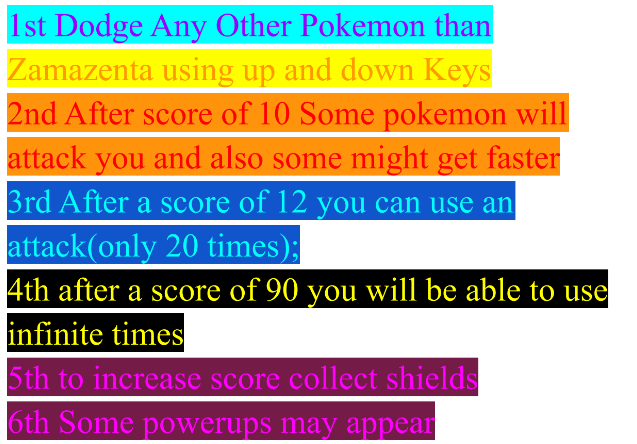 1st Dodge Any Other Pokemon than
Zamazenta using up and down Keys
2nd After score of 10 Some pokemon will
attack you and also some might get faster
3rd After a score of 12 you can use an
attack(only 20 times);
4th after a score of 90 you will be able to use
infinite times
5th to increase score collect shields
6th Some powerups may appear